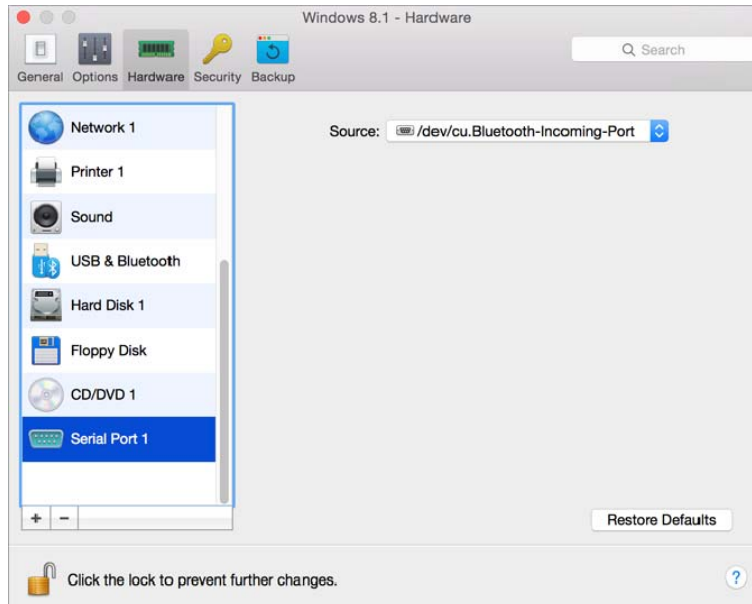 Windows 8.1 - Hardware
General Options Hardware Security Backup
Search
Network 1
Source: /dev/cu.Bluetooth-Incoming-Port
Printer 1
Sound
USB & Bluetooth
Hard Disk 1
Floppy Disk
CD/DVD 1
Serial Port 1
+ −
Restore Defaults
Click the lock to prevent further changes.
?